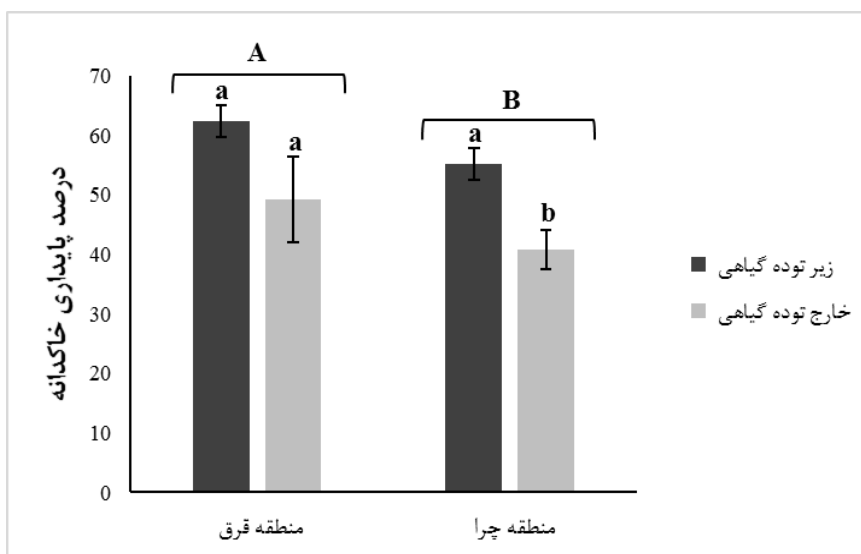 درصد پایداری خاکدانه
70
60
50
40
30
20
10
0
A
a
a
B
a
b
منطقه قرق
منطقه چرا
زیر توده گیاهی
خارج توده گیاهی